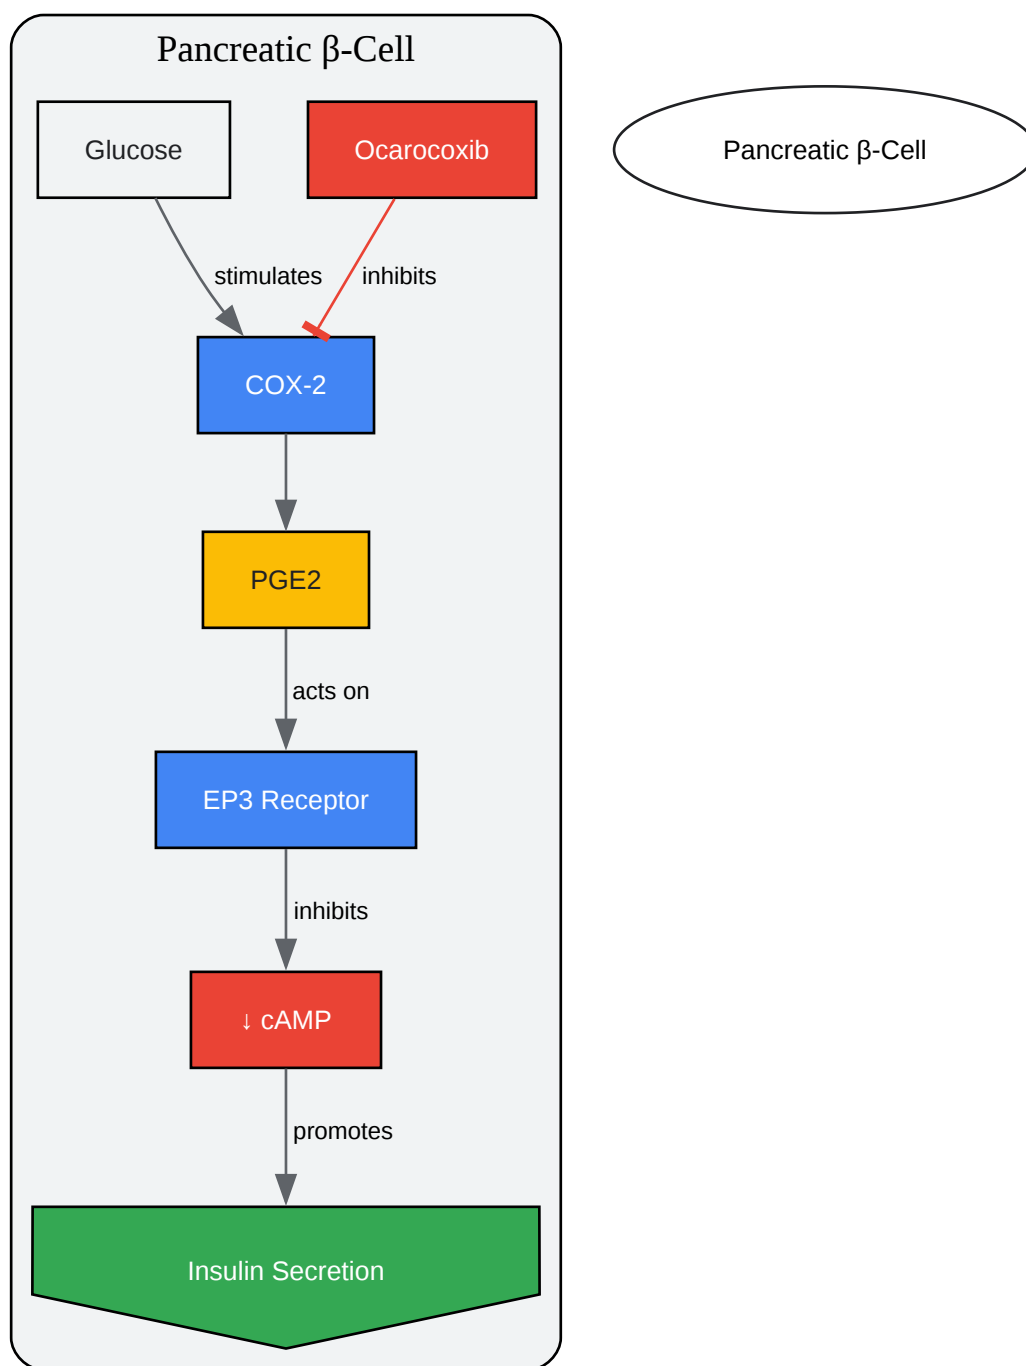 Pancreatic β-Cell
Glucose
Ocarocoxib
Pancreatic β-Cell
stimulates
inhibits
COX-2
PGE2
acts on
EP3 Receptor
inhibits
↓ cAMP
promotes
Insulin Secretion